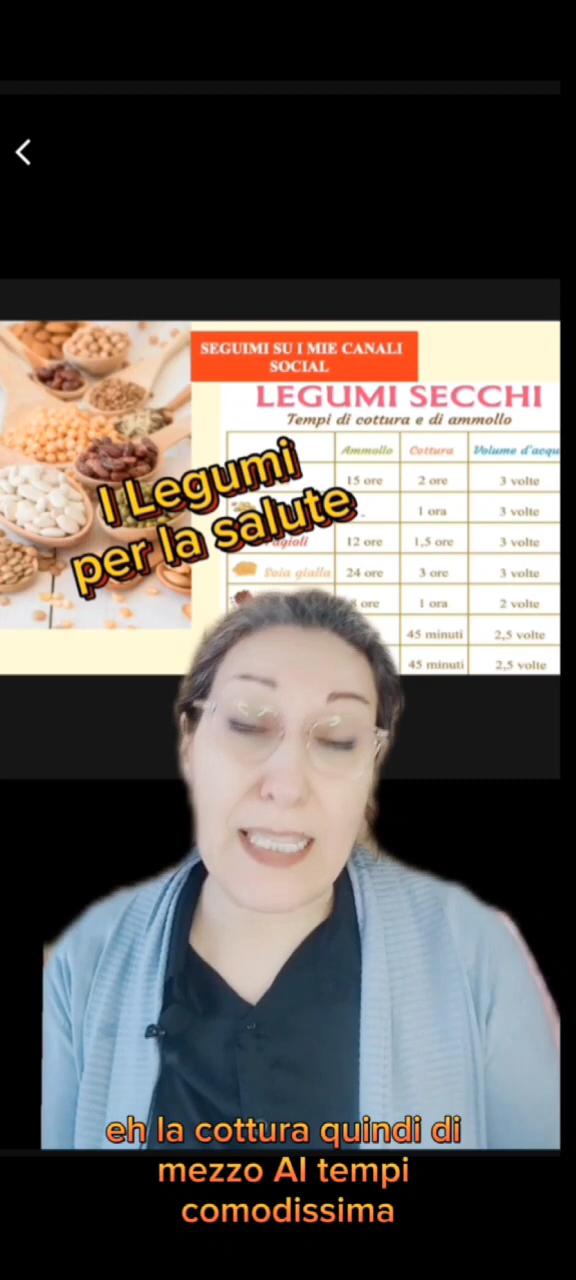 SEGUIMI SU I MIE CANALI
SOCIAL
LEGUMI SECCHI
Tempi di cottura e di ammollo
Ammollo Cottura Volume d'acqu
15 ore 2 ore 3 volte
1 ora 3 volte
12 ore 1,5 ore 3 volte
Soia gialla 24 ore 3 ore 3 volte
ore 1 ora 2 volte
45 minuti 2,5 volte
45 minuti 2,5 volte
I Legumi
per la salute
eh la cottura quindi di
mezzo AI tempi
comodissima